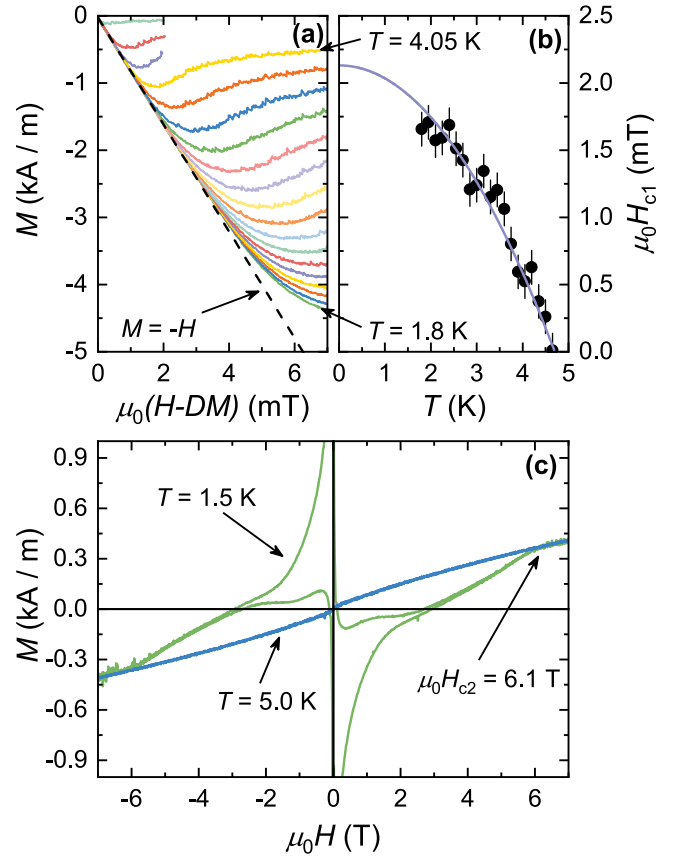 (a)
(b)
T = 4.05 K
T = 1.8 K
M = -H
0
-1
-2
-3
-4
-5
M (kA / m)
0 2 4 6
μ0(H-DM) (mT)
0 1 2 3 4 5
T (K)
2.5
2.0
1.5
1.0
0.5
0.0
μ0Hc1 (mT)
(c)
T = 1.5 K
T = 5.0 K
μ0Hc2 = 6.1 T
0.9
0.6
0.3
0.0
-0.3
-0.6
-0.9
M (kA / m)
-6 -4 -2 0 2 4 6
μ0H (T)